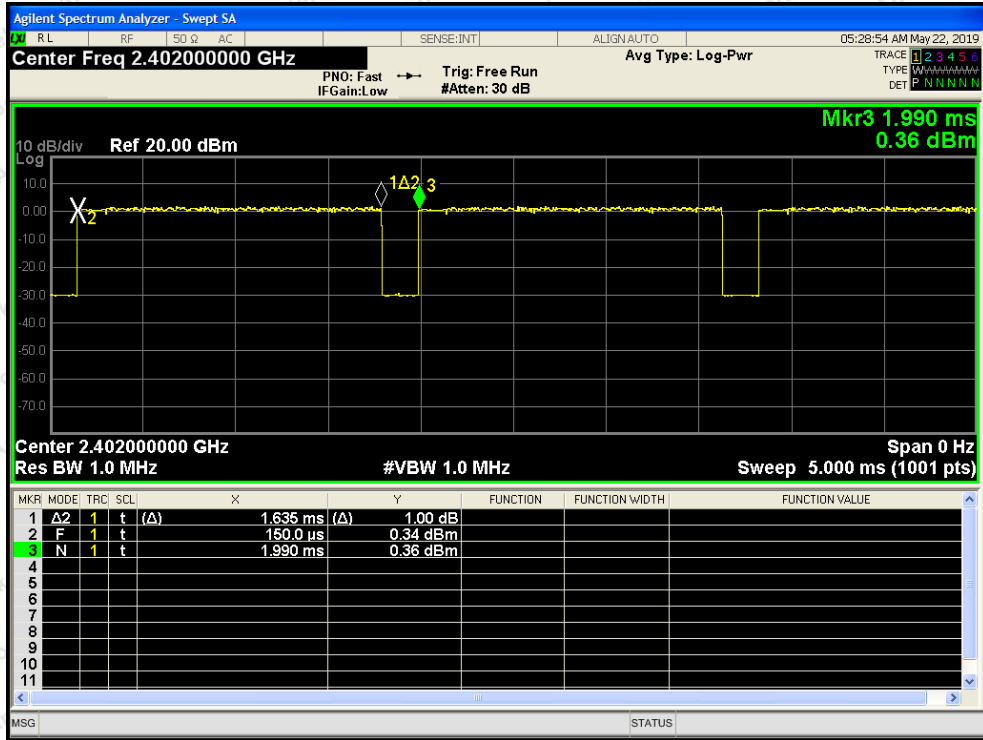 Agilent Spectrum Analyzer - Swept SA
LXI RL RF 50 Ω AC SENSE:INT ALIGN AUTO 05:28:54 AM May 22, 2019
Center Freq 2.402000000 GHz
PNO: Fast
IFGain:Low
Trig: Free Run
#Atten: 30 dB
Avg Type: Log-Pwr
TRACE 1 2 3 4 5 6
TYPE WWWWWW
DET P N N N N N
Mkr3 1.990 ms
0.36 dBm
10 dB/div Ref 20.00 dBm
Log
10.0
0.00
-10.0
-20.0
-30.0
-40.0
-50.0
-60.0
-70.0
2
1Δ2
3
Center 2.402000000 GHz Span 0 Hz
Res BW 1.0 MHz #VBW 1.0 MHz Sweep 5.000 ms (1001 pts)
MKR MODE TRC SCL X Y FUNCTION FUNCTION WIDTH FUNCTION VALUE
1 Δ2 1 t (Δ) 1.635 ms (Δ) 1.00 dB
2 F 1 t 150.0 µs 0.34 dBm
3 N 1 t 1.990 ms 0.36 dBm
4
5
6
7
8
9
10
11
MSG STATUS